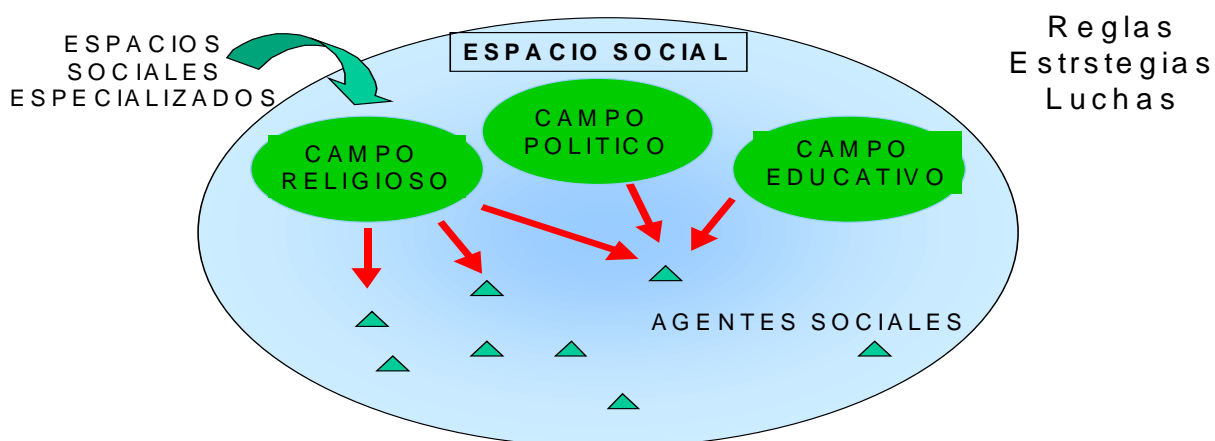 ESPACIOS
SOCIALES
ESPECIALIZADOS
ESPACIO SOCIAL
Reglas
Estrstegias
Luchas
CAMPO
RELIGIOSO
CAMPO
POLITICO
CAMPO
EDUCATIVO
AGENTES SOCIALES